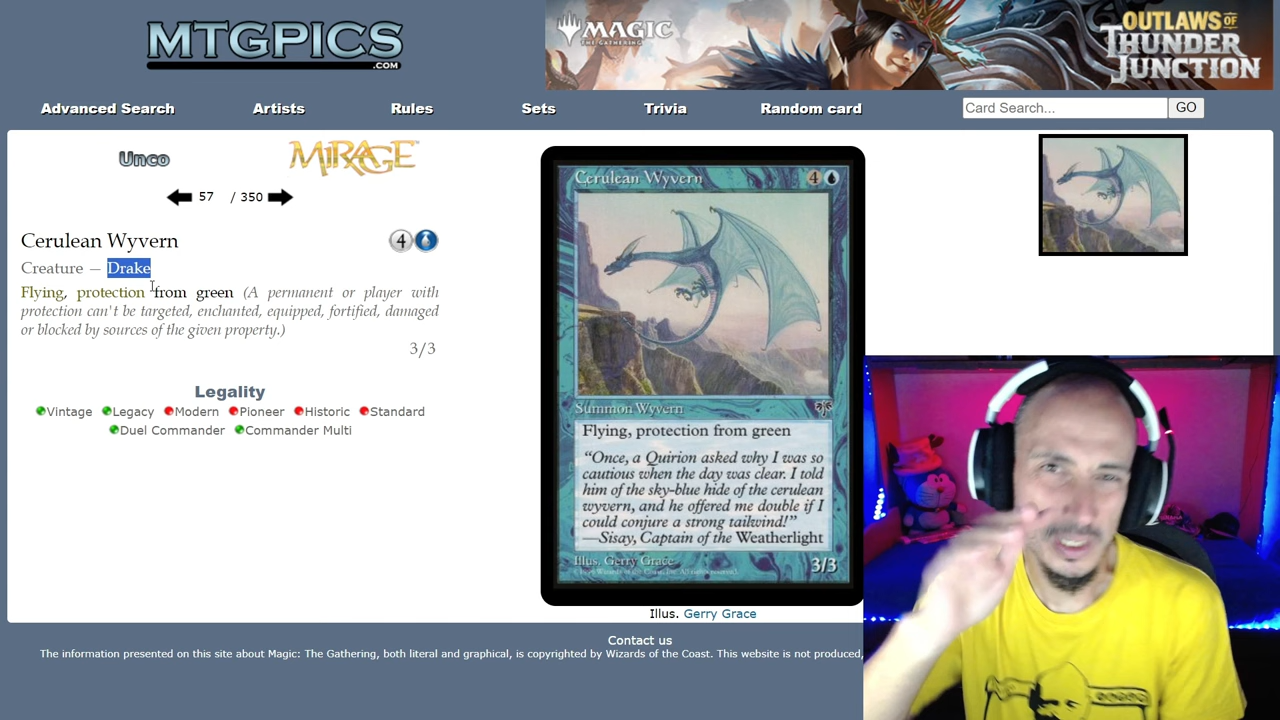 MTGPICS
.COM
MAGIC
THE GATHERING
OUTLAWS OF
THUNDER
JUNCTION
Advanced Search
Artists
Rules
Sets
Trivia
Random card
Card Search...
GO
Unco
MIRAGE
57 / 350
Cerulean Wyvern
4
Creature — Drake
Flying, protection from green (A permanent or player with
protection can't be targeted, enchanted, equipped, fortified, damaged
or blocked by sources of the given property.)
3/3
Legality
Vintage Legacy Modern Pioneer Historic Standard
Duel Commander Commander Multi
Cerulean Wyvern 4
Summon Wyvern
Flying, protection from green
“Once, a Quirion asked why I was so
cautious when the day was clear. I told
him of the sky-blue hide of the cerulean
wyvern, and he offered me double if I
could conjure a strong tailwind!”
—Sisay, Captain of the Weatherlight
Illus. Gerry Grace
3/3
Illus. Gerry Grace
Contact us
The information presented on this site about Magic: The Gathering, both literal and graphical, is copyrighted by Wizards of the Coast. This website is not produced,